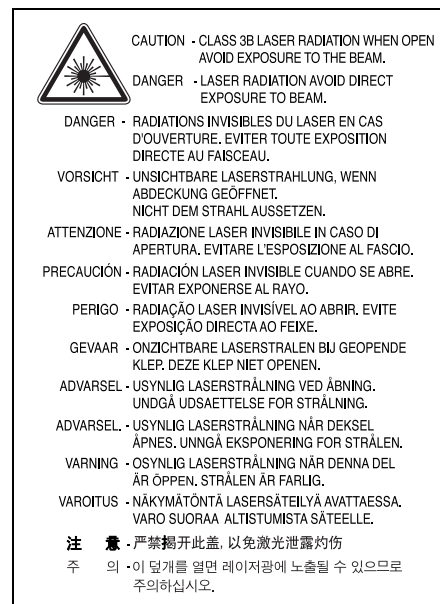 CAUTION - CLASS 3B LASER RADIATION WHEN OPEN
AVOID EXPOSURE TO THE BEAM.
DANGER - LASER RADIATION AVOID DIRECT
EXPOSURE TO BEAM.
DANGER - RADIATIONS INVISIBLES DU LASER EN CAS
D'OUVERTURE. EVITER TOUTE EXPOSITION
DIRECTE AU FAISCEAU.
VORSICHT - UNSICHTBARE LASERSTRAHLUNG, WENN
ABDECKUNG GEÖFFNET.
NICHT DEM STRAHL AUSSETZEN.
ATTENZIONE - RADIAZIONE LASER INVISIBILE IN CASO DI
APERTURA. EVITARE L'ESPOSIZIONE AL FASCIO.
PRECAUCIÓN - RADIACIÓN LASER INVISIBLE CUANDO SE ABRE.
EVITAR EXPONERSE AL RAYO.
PERIGO - RADIAÇÃO LASER INVISÍVEL AO ABRIR. EVITE
EXPOSIÇÃO DIRECTA AO FEIXE.
GEVAAR - ONZICHTBARE LASERSTRALEN BIJ GEOPENDE
KLEP. DEZE KLEP NIET OPENEN.
ADVARSEL - USYNLIG LASERSTRÅLNING VED ÅBNING.
UNDGÅ UDSAETTELSE FOR STRÅLNING.
ADVARSEL. - USYNLIG LASERSTRÅLNING NÅR DEKSEL
ÅPNES. UNNGÅ EKSPONERING FOR STRÅLEN.
VARNING - OSYNLIG LASERSTRÅLNING NÄR DENNA DEL
ÄR ÖPPEN. STRÅLEN ÄR FARLIG.
VAROITUS - NÄKYMÄTÖNTÄ LASERSÄTEILYÄ AVATTAESSA.
VARO SUORAA ALTISTUMISTA SÄTEELLE.
注 意 - 严禁揭开此盖, 以免激光泄露灼伤
주 의 - 이 덮개를 열면 레이저광에 노출될 수 있으므로
주의하십시오.